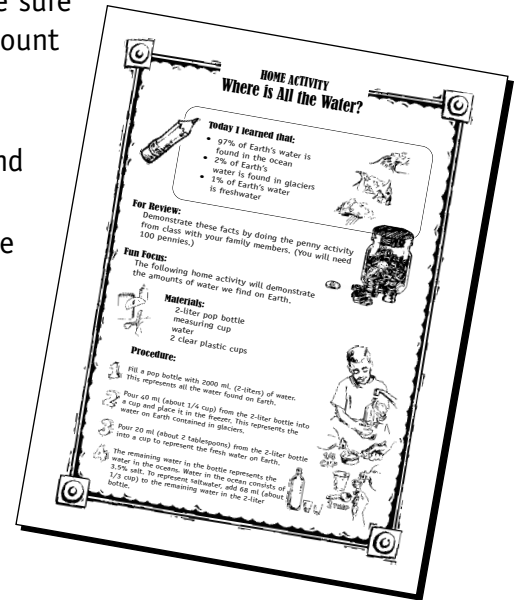 e sure
ount
nd
e
HOME ACTIVITY
Where is All the Water?
Today I learned that:
• 97% of Earth's water is
found in the ocean
• 2% of Earth's
water is found in glaciers
• 1% of Earth's water
is freshwater
For Review:
Demonstrate these facts by doing the penny activity
from class with your family members. (You will need
100 pennies.)
Fun Focus:
The following home activity will demonstrate
the amounts of water we find on Earth.
Materials:
2-liter pop bottle
measuring cup
water
2 clear plastic cups
Procedure:
1 Fill a pop bottle with 2000 mL (2-liters) of water.
This represents all the water found on Earth.
2 Pour 40 ml (about 1/4 cup) from the 2-liter bottle into
a cup and place it in the freezer. This represents the
water on Earth contained in glaciers.
3 Pour 20 ml (about 2 tablespoons) from the 2-liter bottle
into a cup to represent the fresh water on Earth.
4 The remaining water in the bottle represents the
water in the oceans. Water in the ocean consists of
3.5% salt. To represent saltwater, add 68 ml (about
1/3 cup) to the remaining water in the 2-liter
bottle.